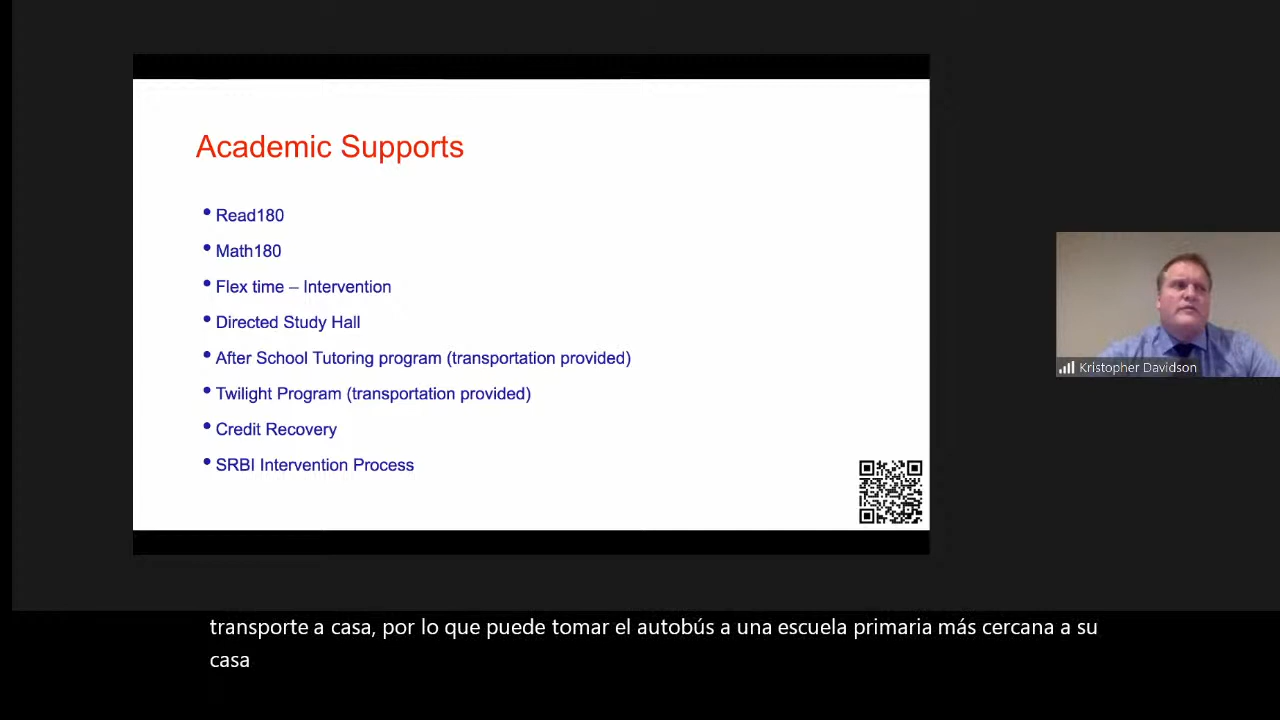 Academic Supports
• Read180
• Math180
• Flex time – Intervention
• Directed Study Hall
• After School Tutoring program (transportation provided)
• Twilight Program (transportation provided)
• Credit Recovery
• SRBI Intervention Process
Kristopher Davidson
transporte a casa, por lo que puede tomar el autobús a una escuela primaria más cercana a su
casa